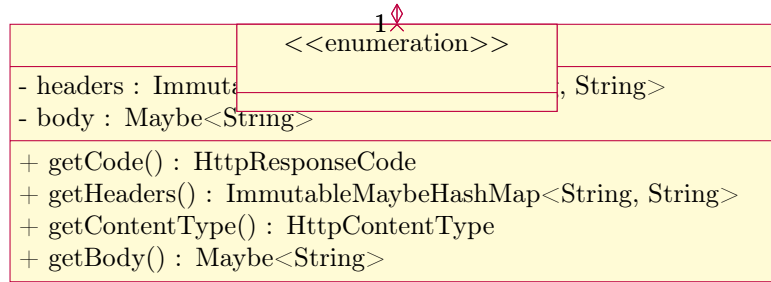 1
<<enumeration>>
- headers : Immuta , String>
- body : Maybe<String>
+ getCode() : HttpResponseCode
+ getHeaders() : ImmutableMaybeHashMap<String, String>
+ getContentType() : HttpContentType
+ getBody() : Maybe<String>